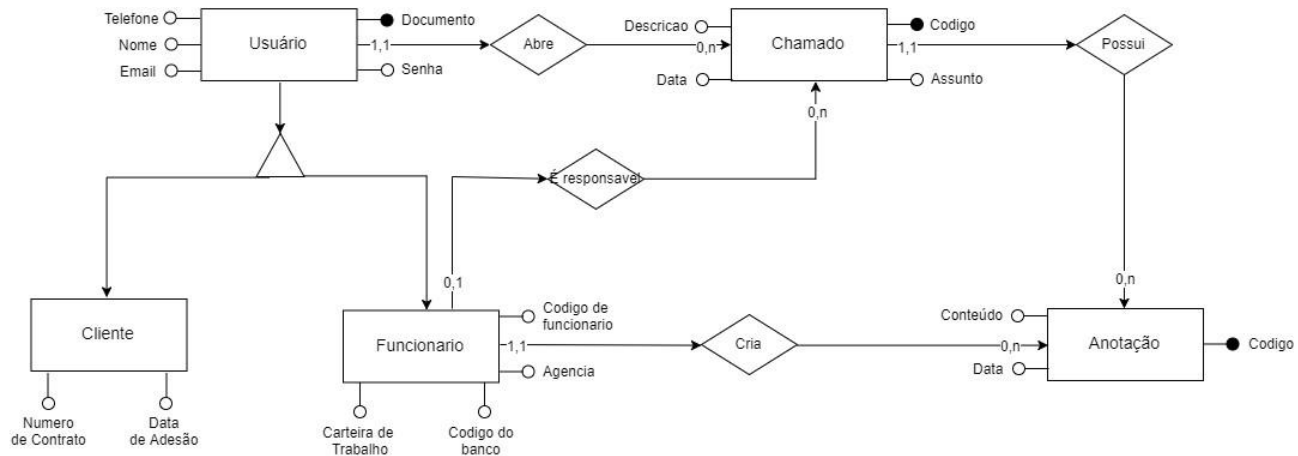 Telefone
Documento
Usuário
Nome
1,1
Abre
Email
Senha
Descricao
Codigo
0,n
Chamado
1,1
Possui
Data
Assunto
0,n
É responsavel
0,1
0,n
Cliente
Numero
de Contrato
Data
de Adesão
Codigo de
funcionario
Funcionario
1,1
Cria
Agencia
Carteira de
Trabalho
Codigo do
banco
Conteúdo
0,n
Anotação
Codigo
Data